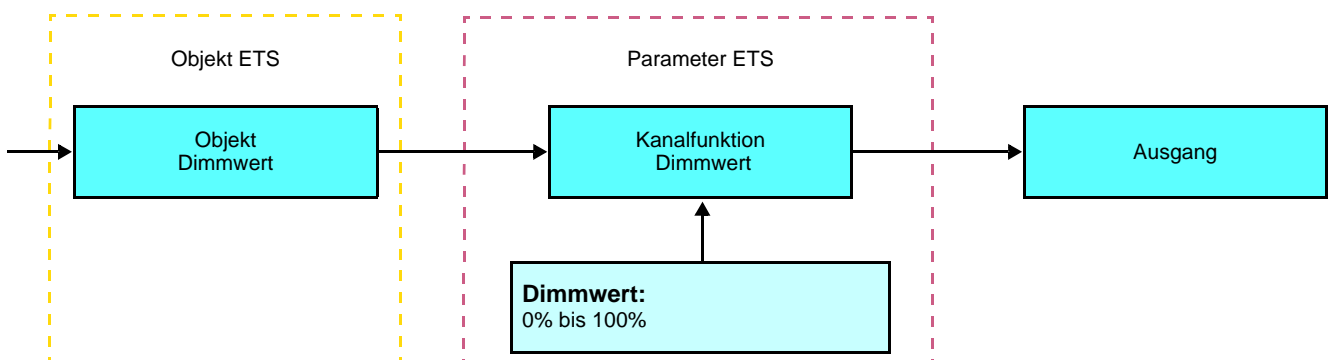 Objekt ETS
Parameter ETS
Objekt
Dimmwert
Kanalfunktion
Dimmwert
Ausgang
Dimmwert:
0% bis 100%